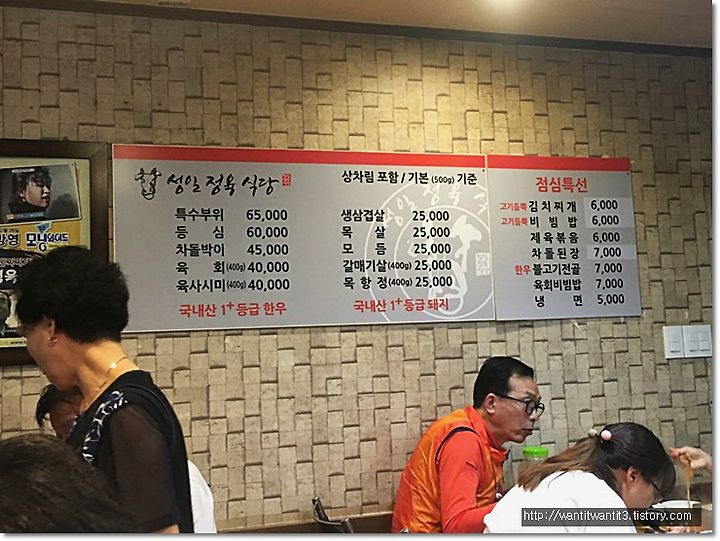 성일 정육 식당
상차림 포함 / 기본 (500g) 기준
특수부위 65,000
등 심 60,000
차돌박이 45,000
육 회 (400g) 40,000
육사시미 (400g) 40,000
국내산 1+ 등급 한우
생삼겹살 25,000
목 살 25,000
모 듬 25,000
갈매기살 (400g) 25,000
목 항 정 (400g) 25,000
국내산 1+ 등급 돼지
점심특선
고기듬뿍 김 치 찌 개 6,000
고기듬뿍 비 빔 밥 6,000
제 육 볶 음 6,000
차 돌 된 장 7,000
한우 불고기전골 7,000
육회비빔밥 7,000
냉 면 5,000
모닝와이드
http://wantitwantit3.tistory.com